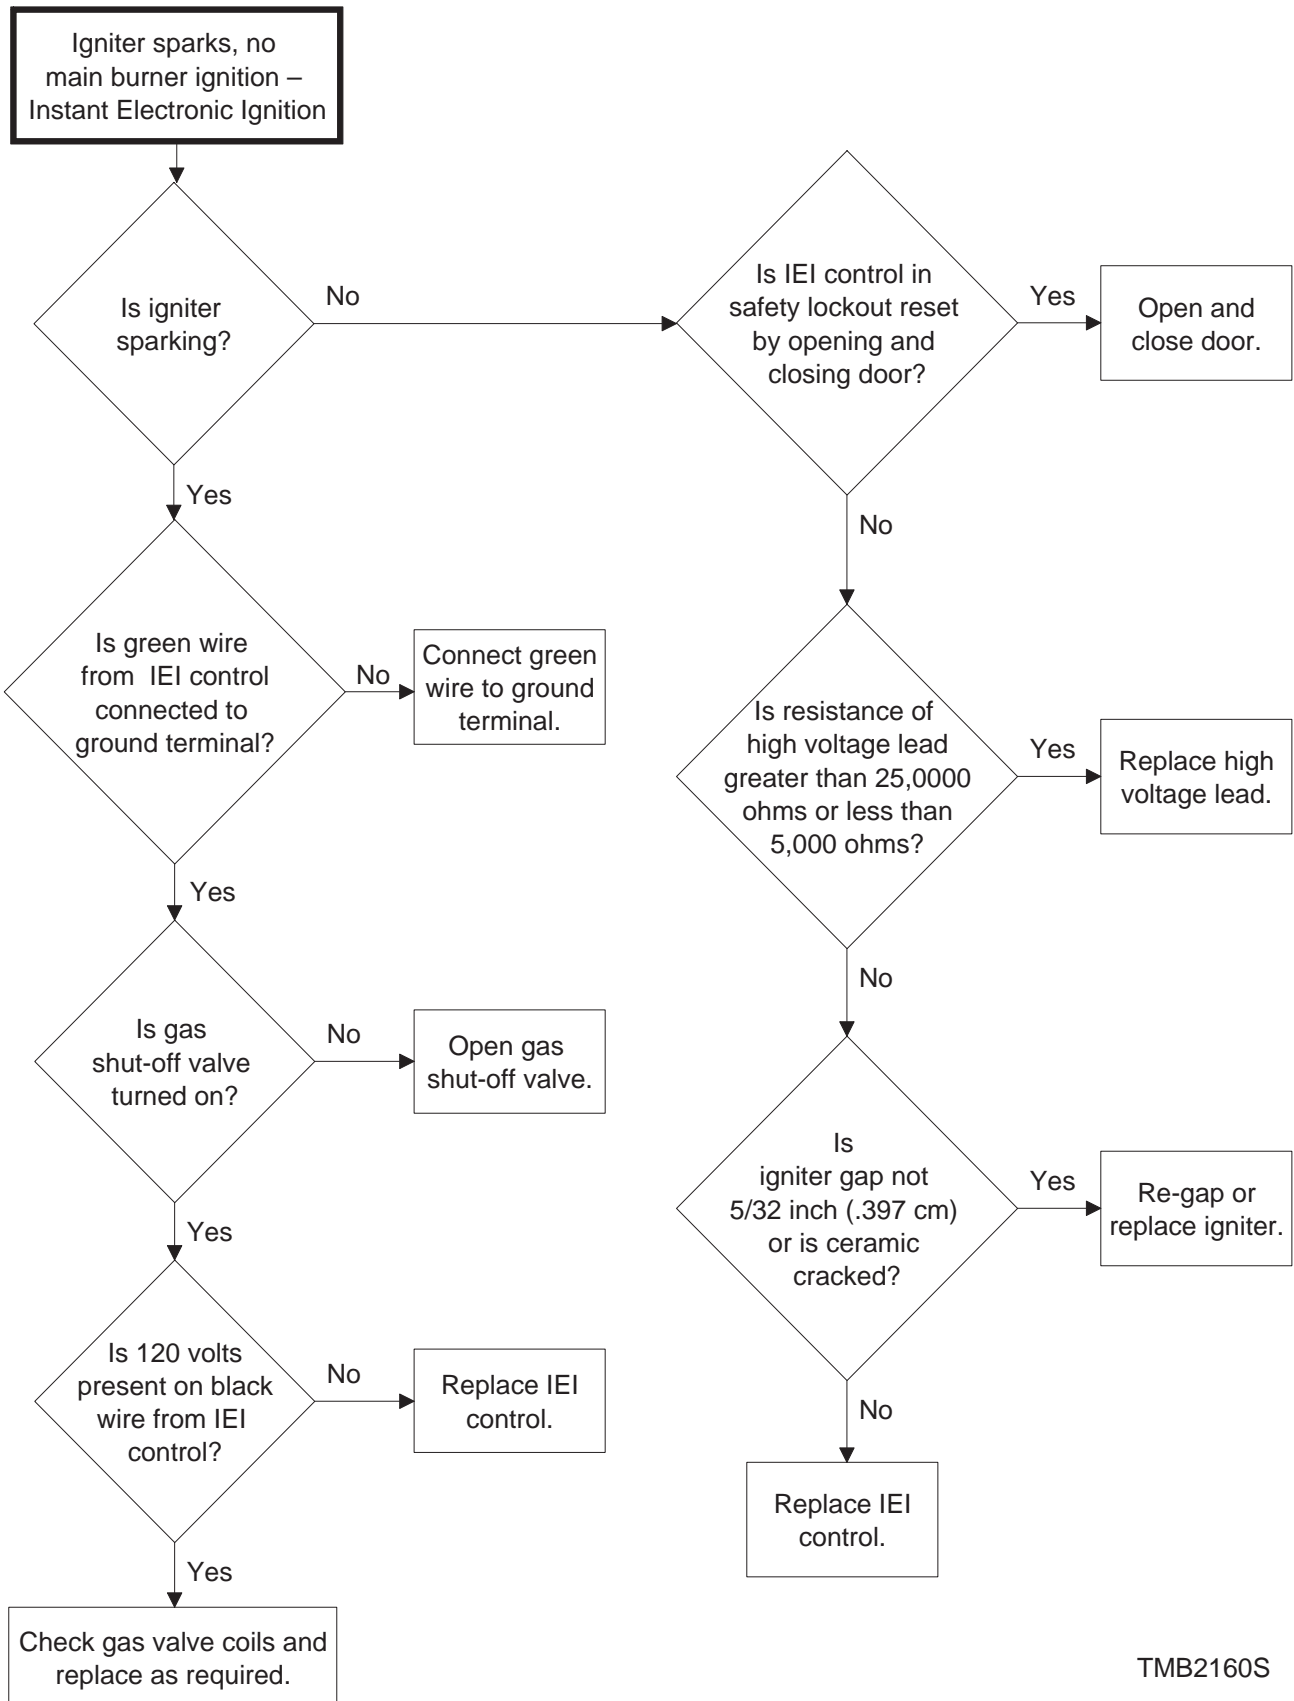 Igniter sparks, no
main burner ignition –
Instant Electronic Ignition
Is igniter
sparking?
No
Yes
Is IEI control in
safety lockout reset
by opening and
closing door?
Yes
Open and
close door.
No
Is green wire
from IEI control
connected to
ground terminal?
No
Connect green
wire to ground
terminal.
Yes
Is resistance of
high voltage lead
greater than 25,0000
ohms or less than
5,000 ohms?
Yes
Replace high
voltage lead.
No
Is gas
shut-off valve
turned on?
No
Open gas
shut-off valve.
Yes
Is
igniter gap not
5/32 inch (.397 cm)
or is ceramic
cracked?
Yes
Re-gap or
replace igniter.
No
Is 120 volts
present on black
wire from IEI
control?
No
Replace IEI
control.
Yes
Replace IEI
control.
Check gas valve coils and
replace as required.
TMB2160S